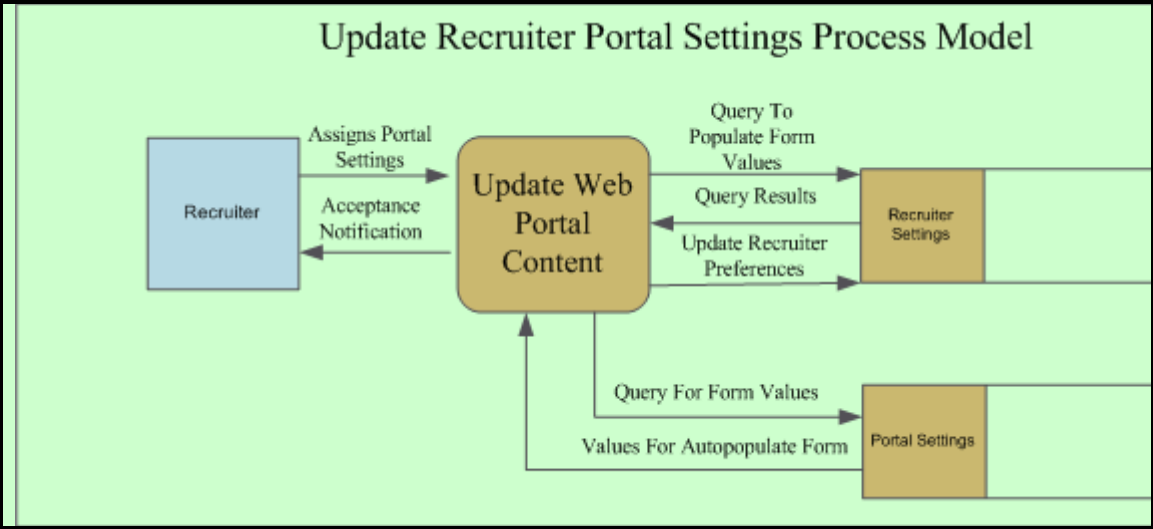 Update Recruiter Portal Settings Process Model
Assigns Portal
Settings
Acceptance
Notification
Recruiter
Update Web
Portal
Content
Query To
Populate Form
Values
Query Results
Update Recruiter
Preferences
Recruiter
Settings
Query For Form Values
Values For Autopopulate Form
Portal Settings